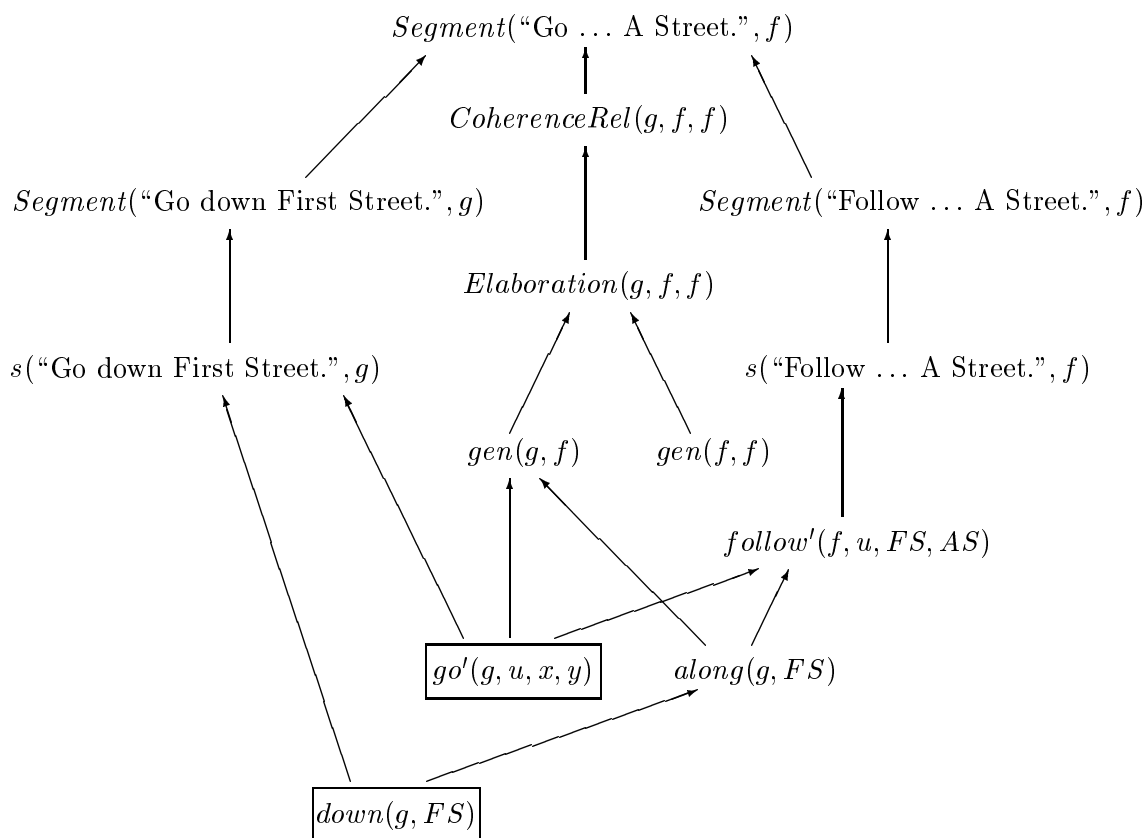 Segment(“Go ... A Street.”, f)
CoherenceRel(g, f, f)
Segment(“Go down First Street.”, g)
Segment(“Follow ... A Street.”, f)
Elaboration(g, f, f)
s(“Go down First Street.”, g)
s(“Follow ... A Street.”, f)
gen(g, f)
gen(f, f)
follow′(f, u, FS, AS)
go′(g, u, x, y)
along(g, FS)
down(g, FS)